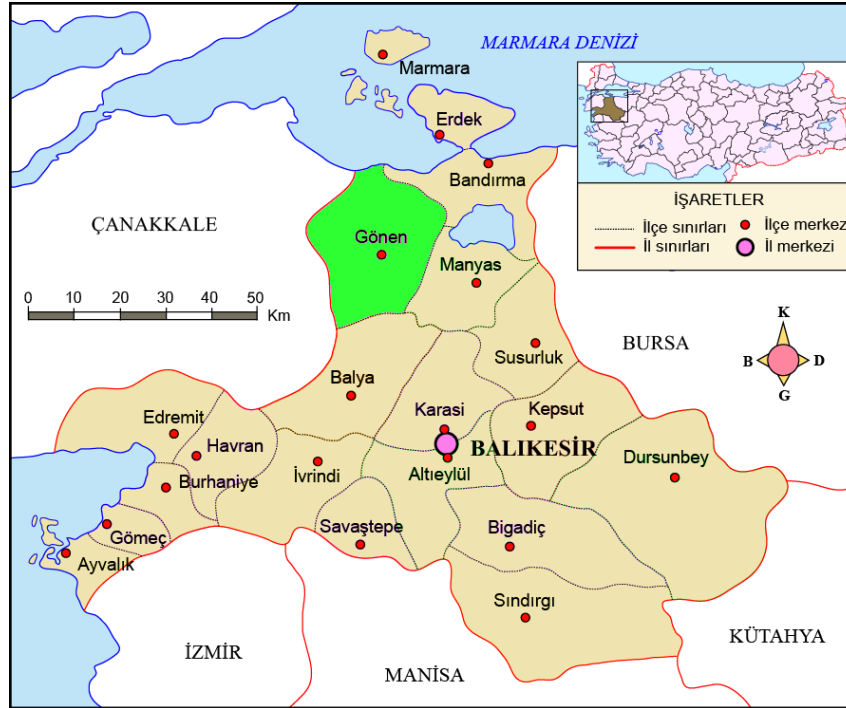 MARMARA DENİZİ
Marmara
Erdek
Bandırma
İŞARETLER
İlçe sınırları
İlçe merkez
İl sınırları
İl merkezi
ÇANAKKALE
Gönen
Manyas
0 10 20 30 40 50
Km
K
B D
G
BURSA
Susurluk
Balya
Karasi
Kepsut
Edremit
Havran
BALIKESİR
İvrindi
Altıeylül
Dursunbey
Burhaniye
Savaştepe
Bigadiç
Gömeç
Ayvalık
Sındırgı
KÜTAHYA
İZMİR
MANİSA